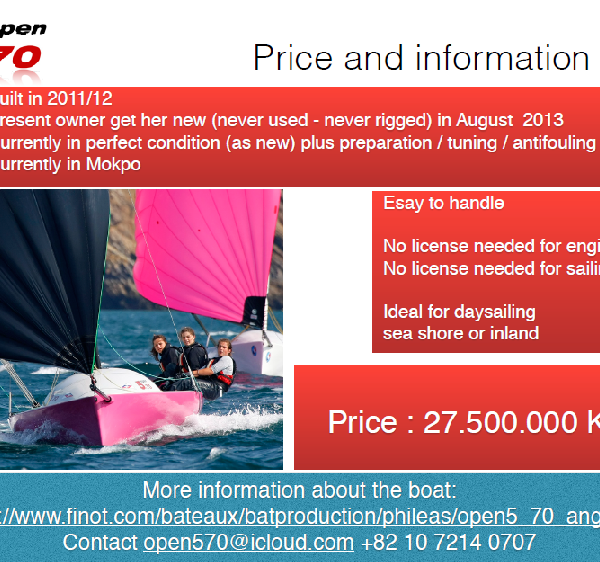 pen
70
Price and information
uilt in 2011/12
resent owner get her new (never used - never rigged) in August 2013
urrently in perfect condition (as new) plus preparation / tuning / antifouling
urrently in Mokpo
Esay to handle
No license needed for engi
No license needed for sailin
Ideal for daysailing
sea shore or inland
Price : 27.500.000 K
More information about the boat:
://www.finot.com/bateaux/batproduction/phileas/open5_70_ang
Contact open570@icloud.com +82 10 7214 0707